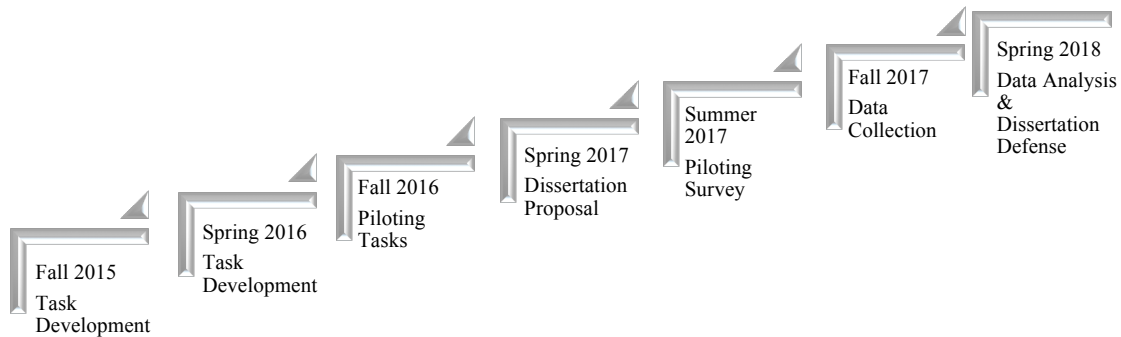 Fall 2015
Task
Development
Spring 2016
Task
Development
Fall 2016
Piloting
Tasks
Spring 2017
Dissertation
Proposal
Summer
2017
Piloting
Survey
Fall 2017
Data
Collection
Spring 2018
Data Analysis
&
Dissertation
Defense